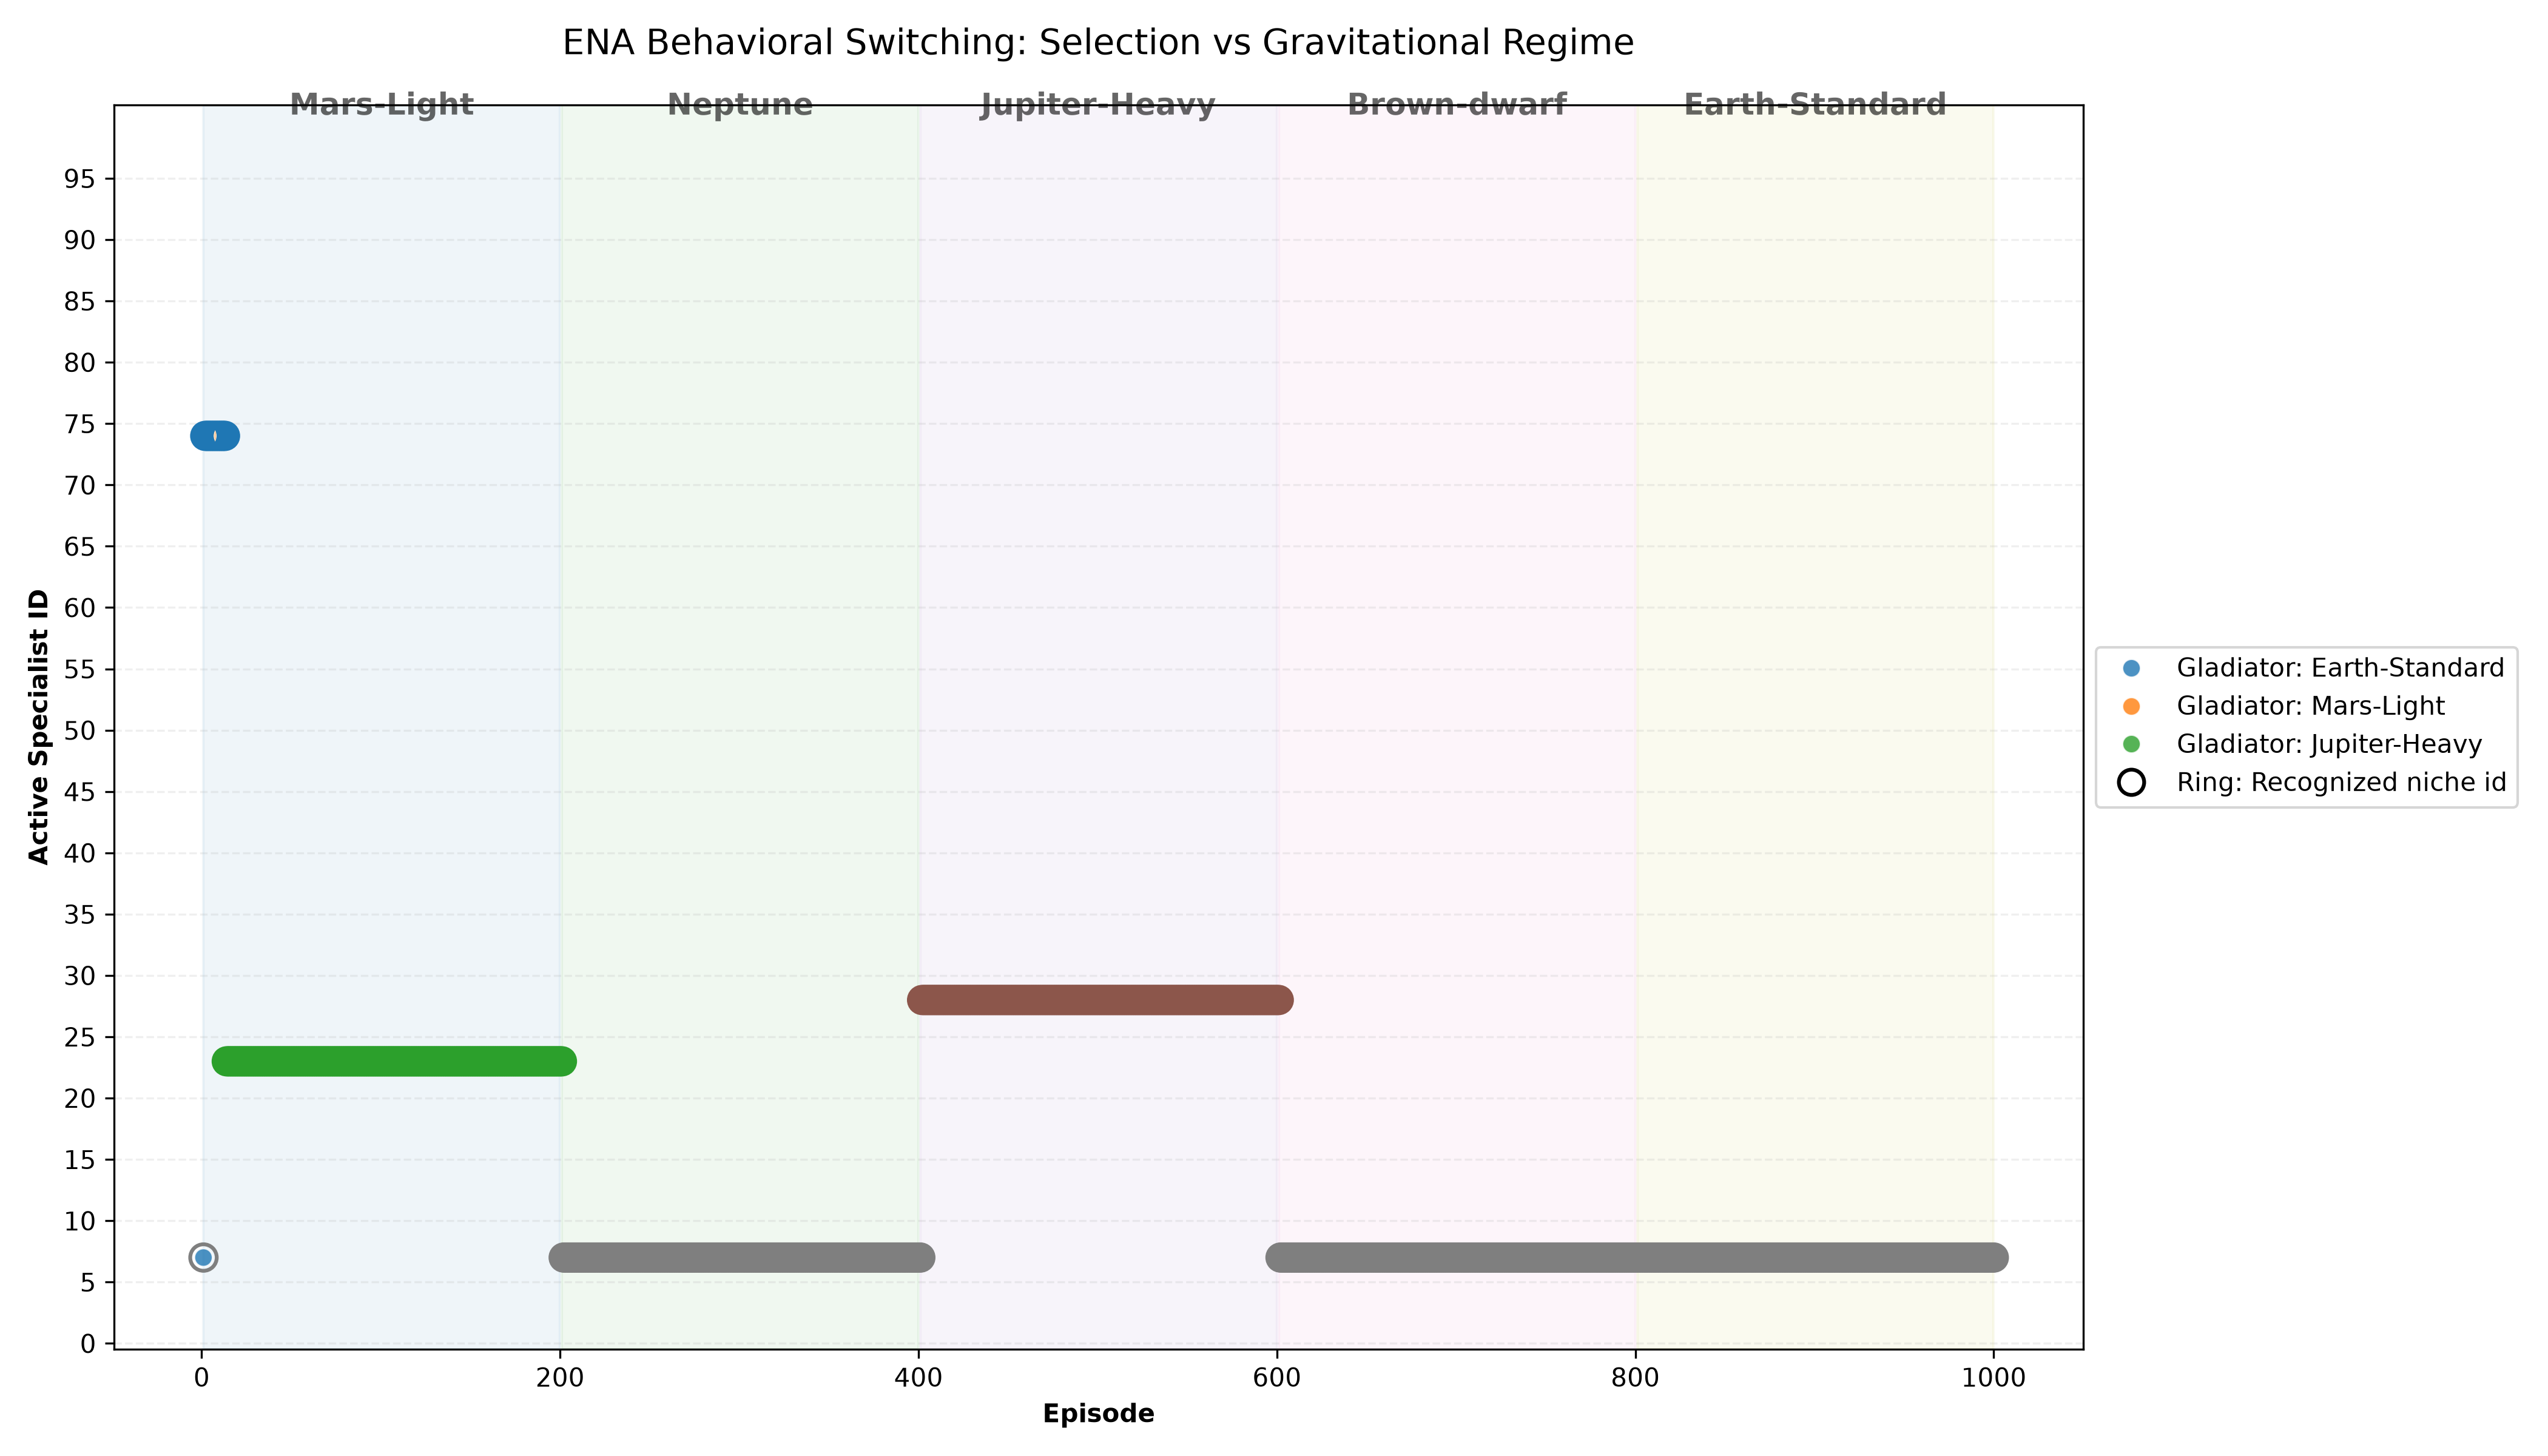 ENA Behavioral Switching: Selection vs Gravitational Regime
Mars-Light
Neptune
Jupiter-Heavy
Brown-dwarf
Earth-Standard
Active Specialist ID
95
90
85
80
75
70
65
60
55
50
45
40
35
30
25
20
15
10
5
0
0
200
400
600
800
1000
Episode
Gladiator: Earth-Standard
Gladiator: Mars-Light
Gladiator: Jupiter-Heavy
Ring: Recognized niche id